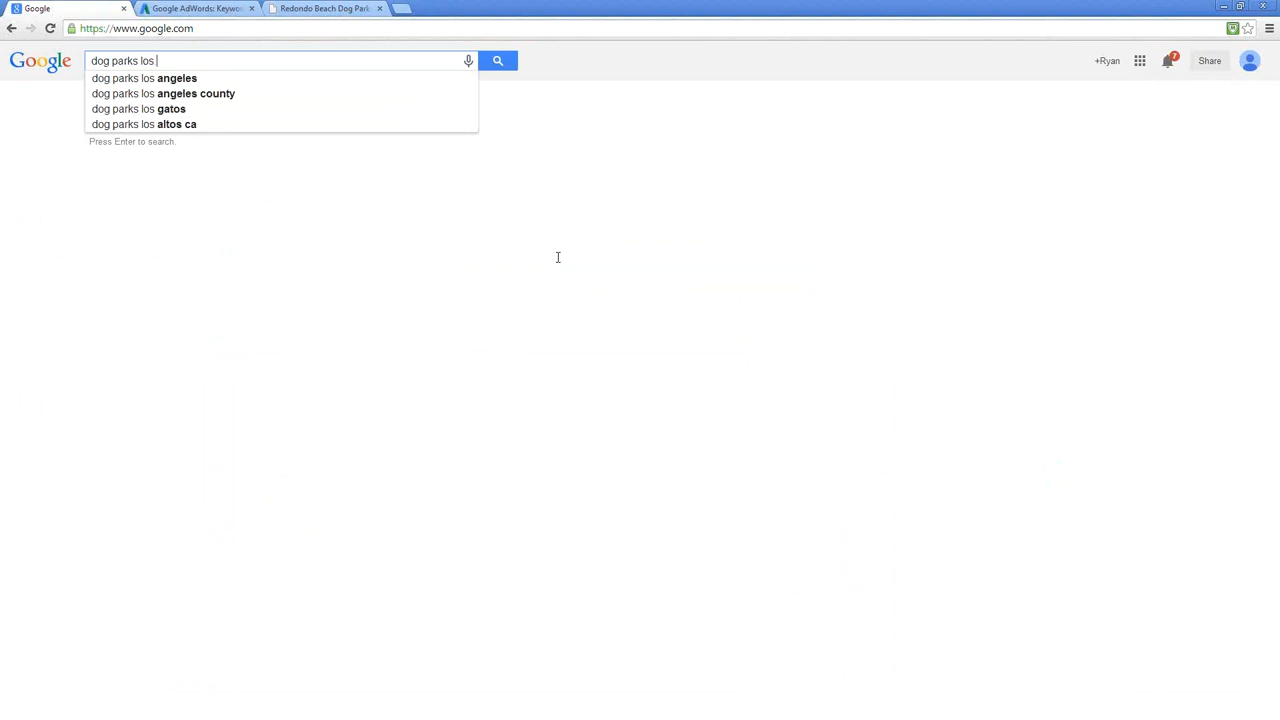 Google
Google AdWords: Keywo
Redondo Beach Dog Park
https://www.google.com
Google
dog parks los
+Ryan
7
Share
dog parks los angeles
dog parks los angeles county
dog parks los gatos
dog parks los altos ca
Press Enter to search.